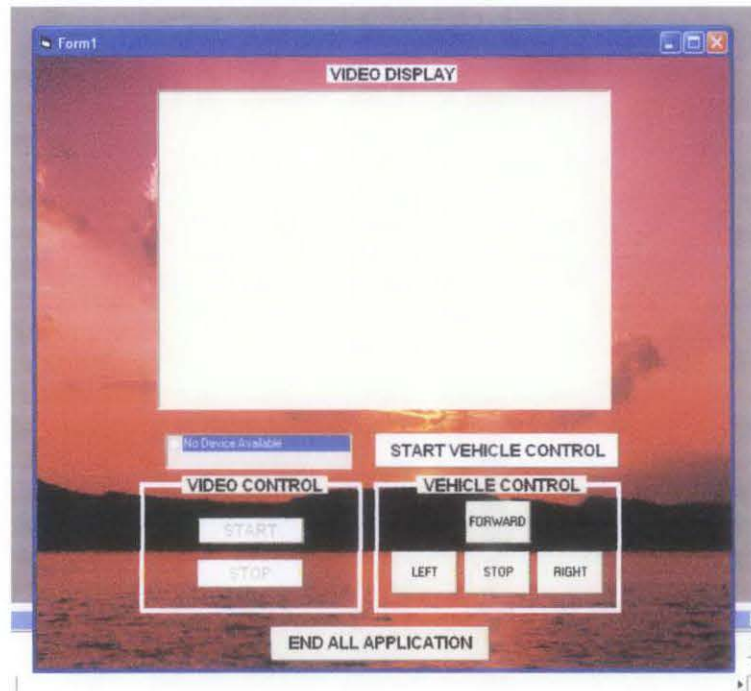 Form1
VIDEO DISPLAY
No Device Available
START VEHICLE CONTROL
VIDEO CONTROL
START
STOP
VEHICLE CONTROL
FORWARD
LEFT STOP RIGHT
END ALL APPLICATION